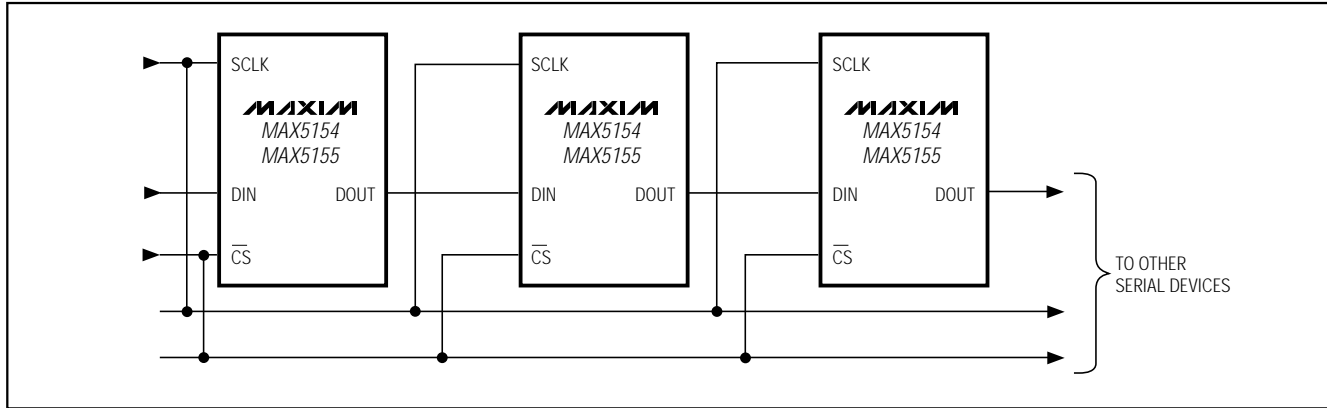 SCLK
MAXIM
MAX5154
MAX5155
DIN DOUT
CS
SCLK
MAXIM
MAX5154
MAX5155
DIN DOUT
CS
SCLK
MAXIM
MAX5154
MAX5155
DIN DOUT
CS
TO OTHER
SERIAL DEVICES